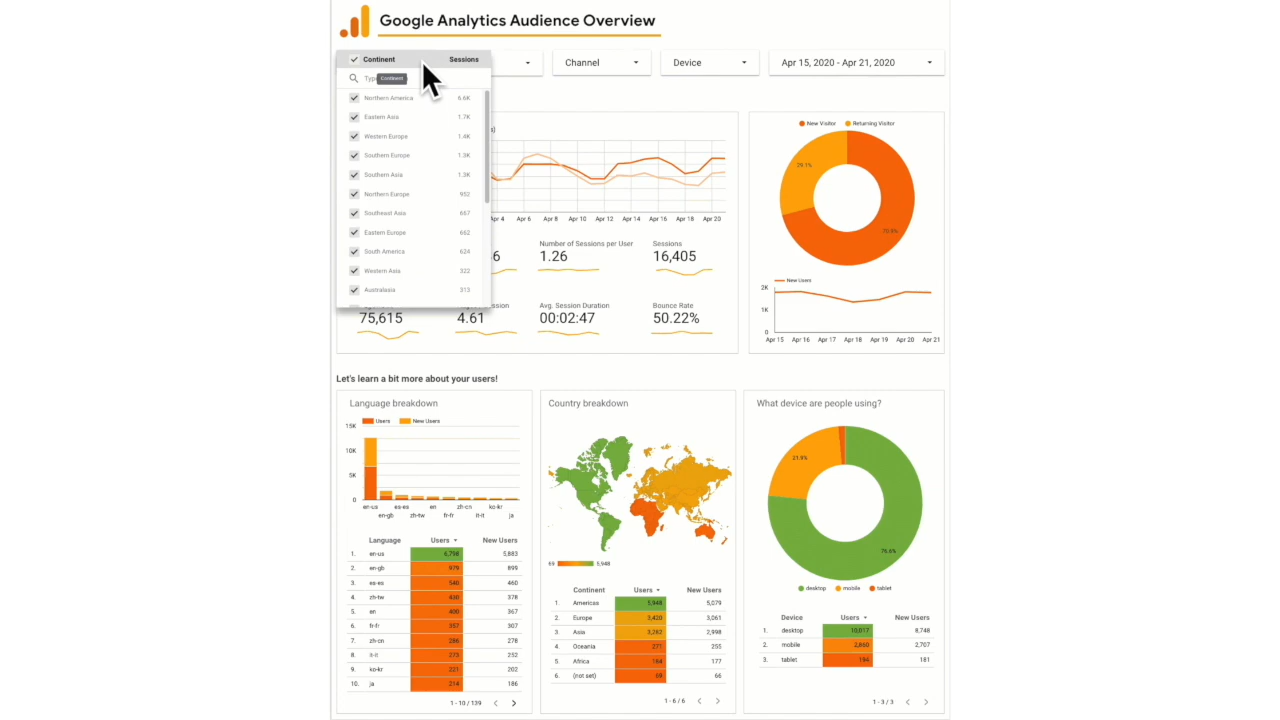 Google Analytics Audience Overview
Continent Sessions
Channel
Device
Apr 15, 2020 - Apr 21, 2020
Continent
Northern America 6.6K
Eastern Asia 1.7K
Western Europe 1.4K
Southern Europe 1.3K
Southern Asia 1.3K
Northern Europe 952
Southeast Asia 667
Eastern Europe 662
South America 624
Western Asia 322
Australasia 313
Apr 4 Apr 6 Apr 8 Apr 10 Apr 12 Apr 14 Apr 16 Apr 18 Apr 20
Number of Sessions per User
1.26
Sessions
16,405
75,615
4.61
Avg. Session Duration
00:02:47
Bounce Rate
50.22%
New Visitor Returning Visitor
29.1%
70.9%
New Users
2K
1K
0
Apr 15 Apr 16 Apr 17 Apr 18 Apr 19 Apr 20 Apr 21
Let's learn a bit more about your users!
Language breakdown
Users New Users
15K
10K
5K
0
en-us es-es en zh-cn ko-kr
en-gb zh-tw fr-fr it-it ja
Language Users New Users
1. en-us 6,798 5,883
2. en-gb 979 899
3. es-es 540 460
4. zh-tw 430 378
5. en 400 367
6. fr-fr 357 307
7. zh-cn 286 278
8. it-it 273 252
9. ko-kr 221 202
10. ja 214 186
1 - 10 / 139
Country breakdown
69 5,948
Continent Users New Users
1. Americas 5,948 5,079
2. Europe 3,420 3,061
3. Asia 3,282 2,998
4. Oceania 271 255
5. Africa 184 177
6. (not set) 69 66
1 - 6 / 6
What device are people using?
21.9%
76.6%
desktop mobile tablet
Device Users New Users
1. desktop 10,017 8,748
2. mobile 2,860 2,707
3. tablet 194 181
1 - 3 / 3